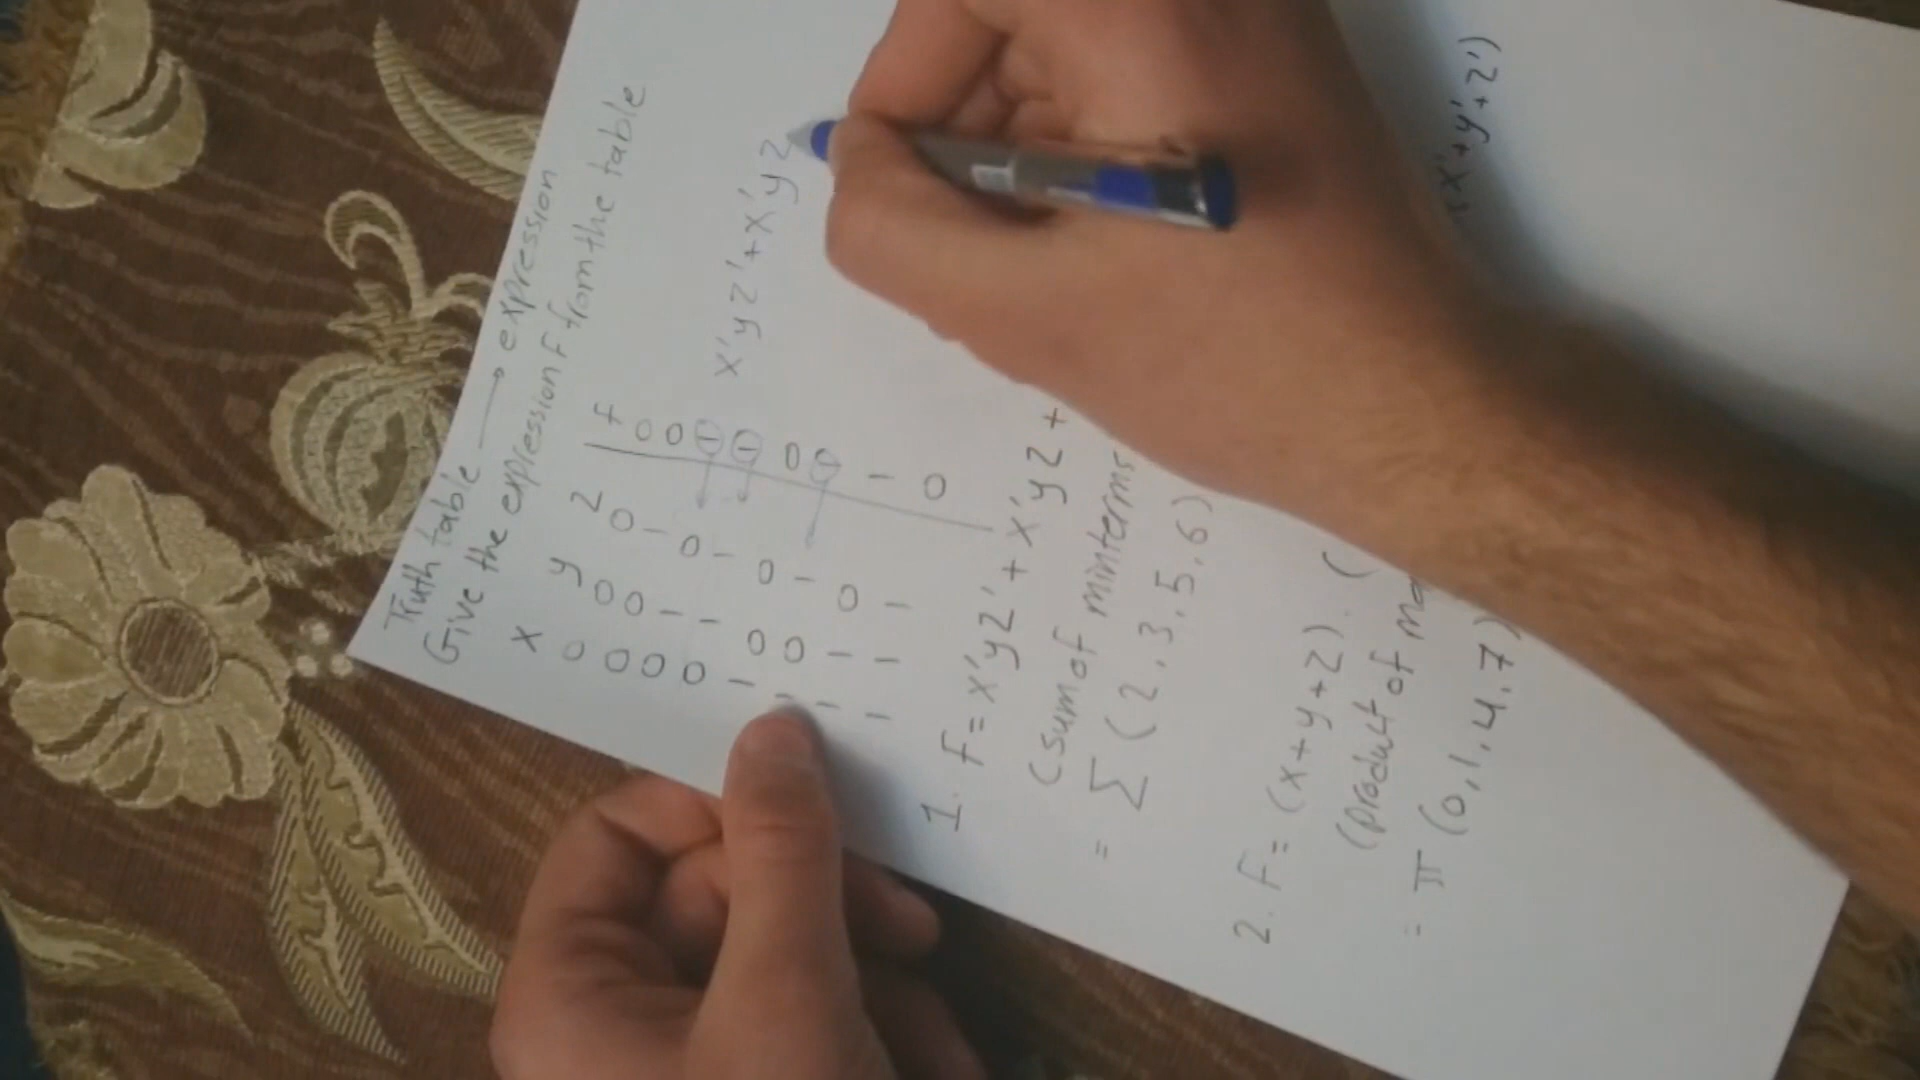 Truth table → expression
Give the expression F from the table
x y z F
0 0 0 0
0 0 1 0
0 1 0 1
0 1 1 1
1 0 0 0
1 0 1 1
1 1 0 1
1 1 1 0
x'yz'+x'yz
1. F=x'yz'+x'yz+
(sum of minterms
= Σ(2,3,5,6)
2. F=(x+y+z).(
(x'+y'+z')
(product of
= π(0,1,4,7)